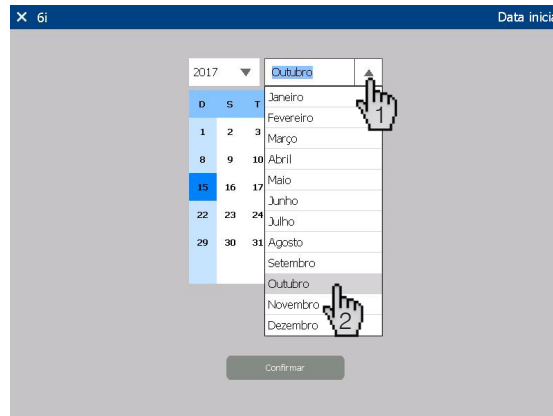 X 6i Data inicia
2017 Outubro
D S T
1 2 3
8 9 10
15 16 17
22 23 24
29 30 31
Janeiro
Fevereiro
Março
Abril
Maio
Junho
Julho
Agosto
Setembro
Outubro
Novembro
Dezembro
1
2
Confirmar